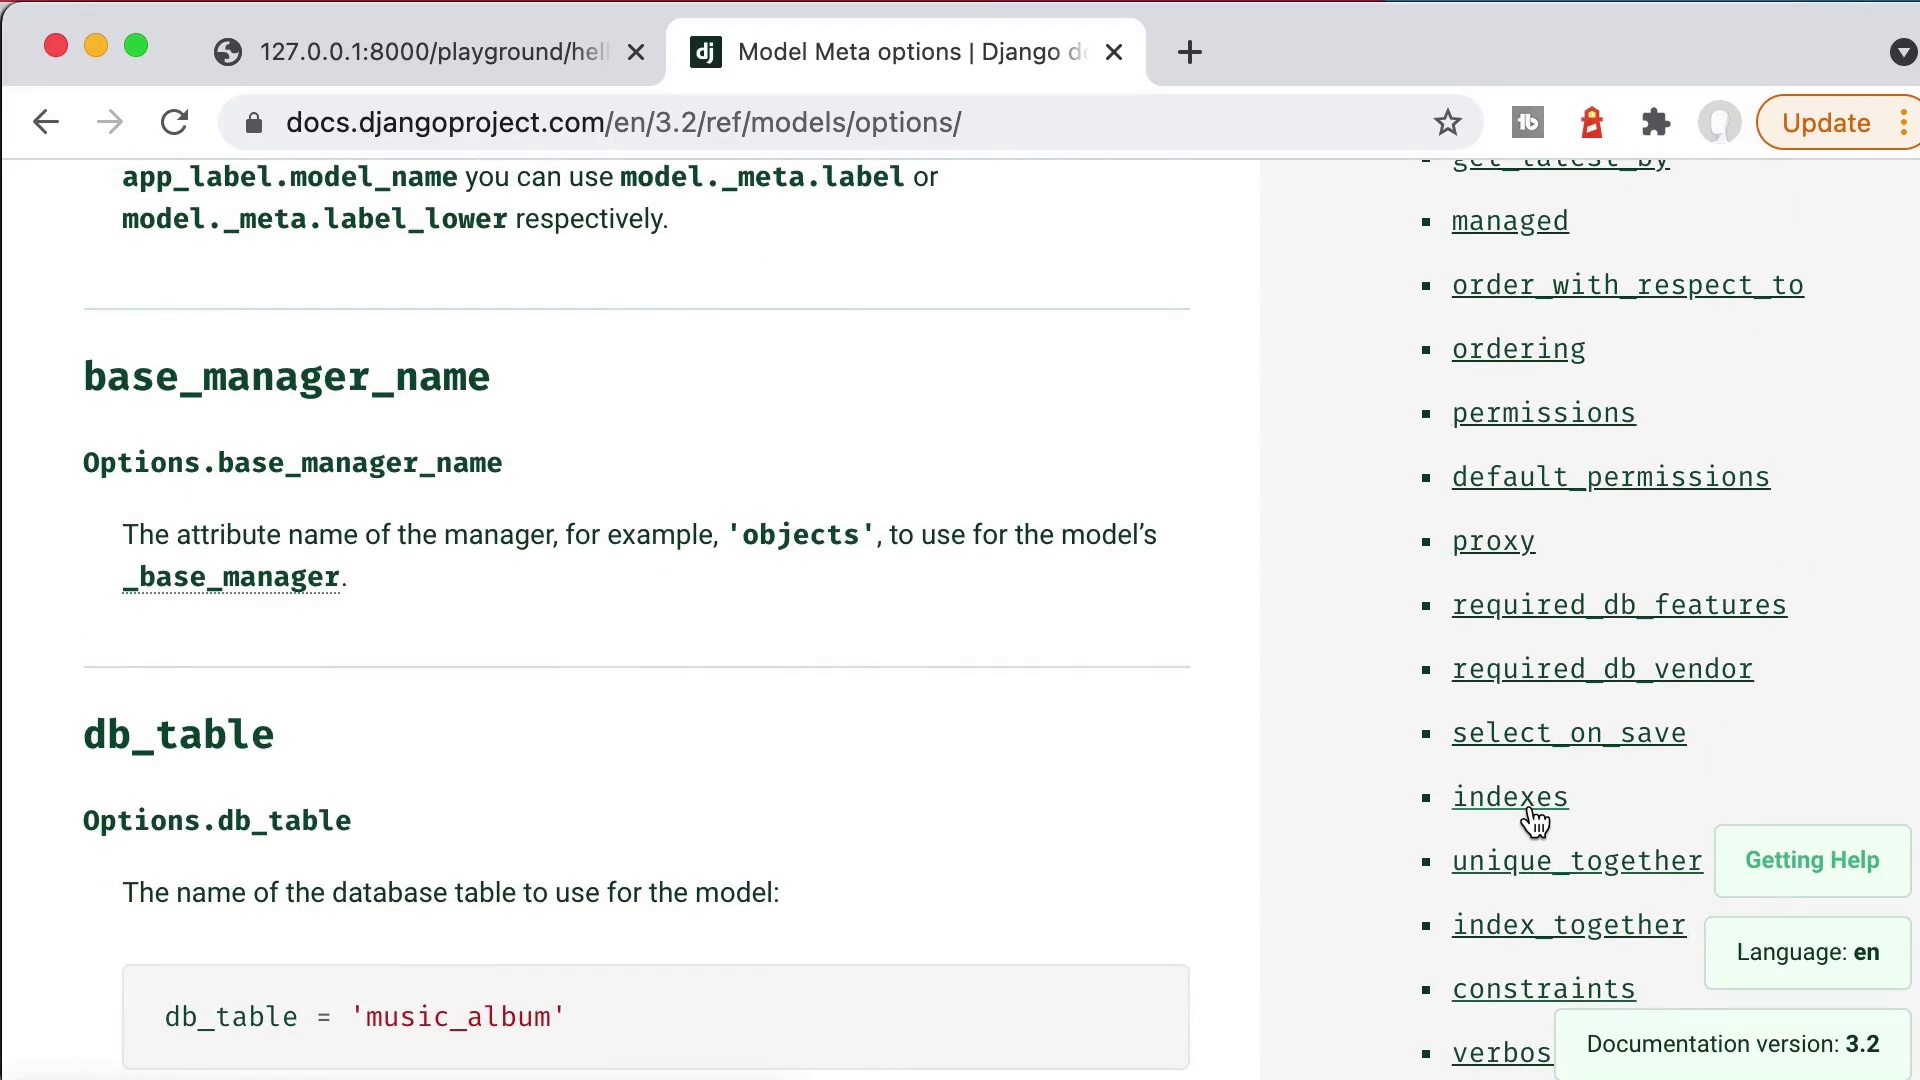 127.0.0.1:8000/playground/hell
dj Model Meta options | Django do
docs.djangoproject.com/en/3.2/ref/models/options/
Update
app_label.model_name you can use model._meta.label or
model._meta.label_lower respectively.
base_manager_name
Options.base_manager_name
The attribute name of the manager, for example, 'objects', to use for the model’s
_base_manager.
db_table
Options.db_table
The name of the database table to use for the model:
db_table = 'music_album'
get_latest_by
managed
order_with_respect_to
ordering
permissions
default_permissions
proxy
required_db_features
required_db_vendor
select_on_save
indexes
unique_together
index_together
constraints
verbos
Getting Help
Language: en
Documentation version: 3.2